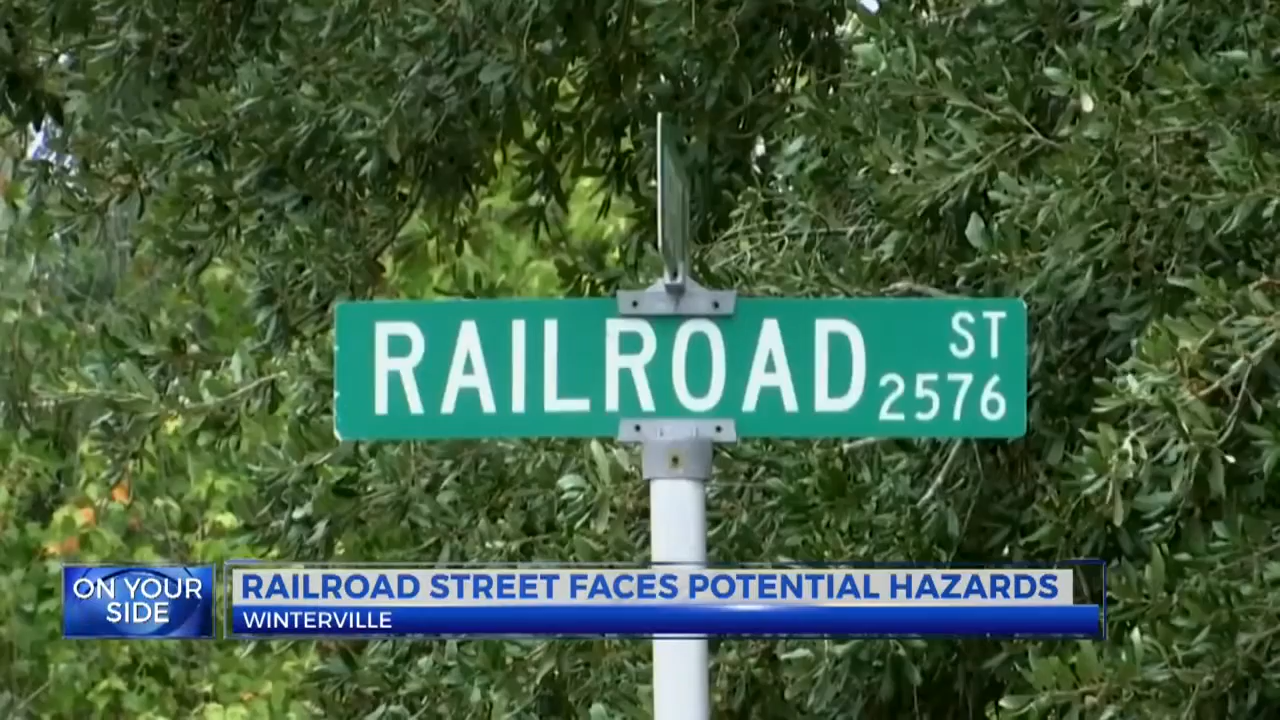 RAILROAD ST
2576
ON YOUR
SIDE
RAILROAD STREET FACES POTENTIAL HAZARDS
WINTERVILLE